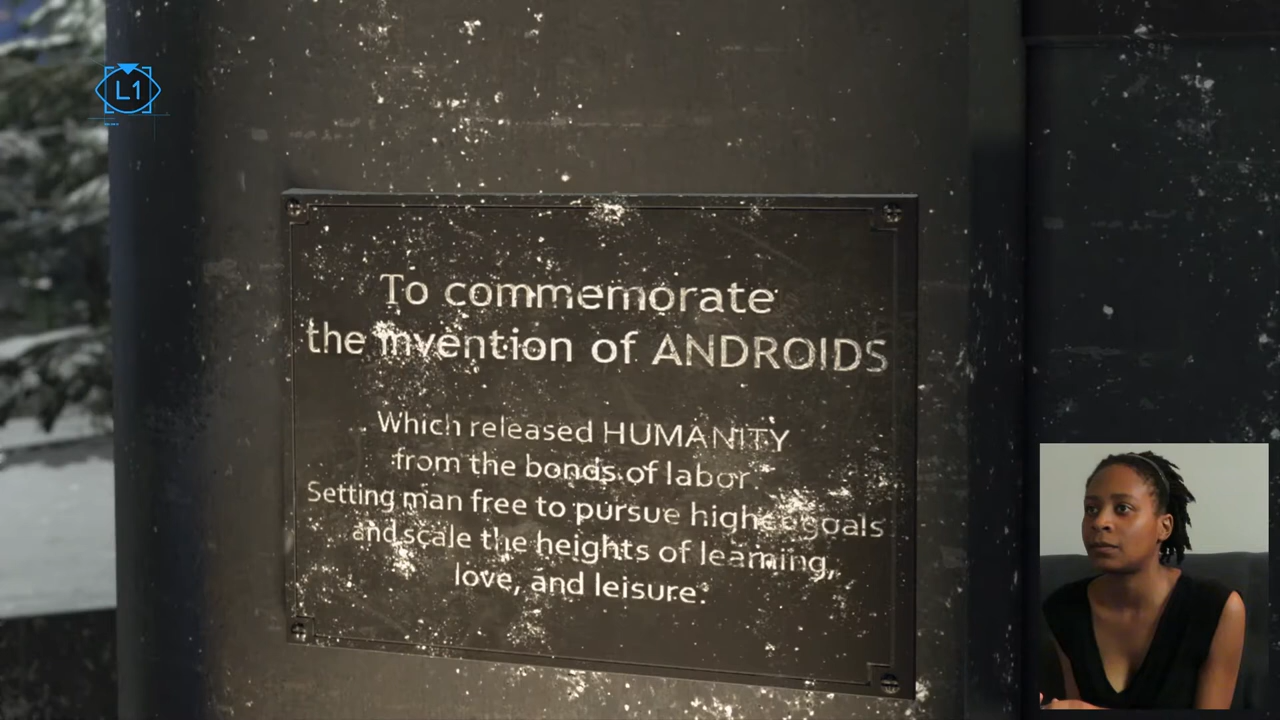 L1
To commemorate
the invention of ANDROIDS
Which released HUMANITY
from the bonds of labor.
Setting man free to pursue higher goals
and scale the heights of learning,
love, and leisure.